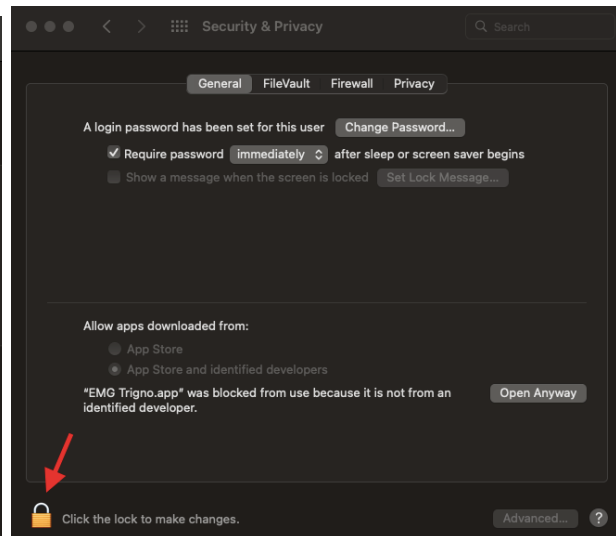 Security & Privacy
Search
General FileVault Firewall Privacy
A login password has been set for this user Change Password...
Require password immediately after sleep or screen saver begins
Show a message when the screen is locked Set Lock Message...
Allow apps downloaded from:
App Store
App Store and identified developers
“EMG Trigno.app” was blocked from use because it is not from an Open Anyway
identified developer.
Click the lock to make changes.
Advanced... ?